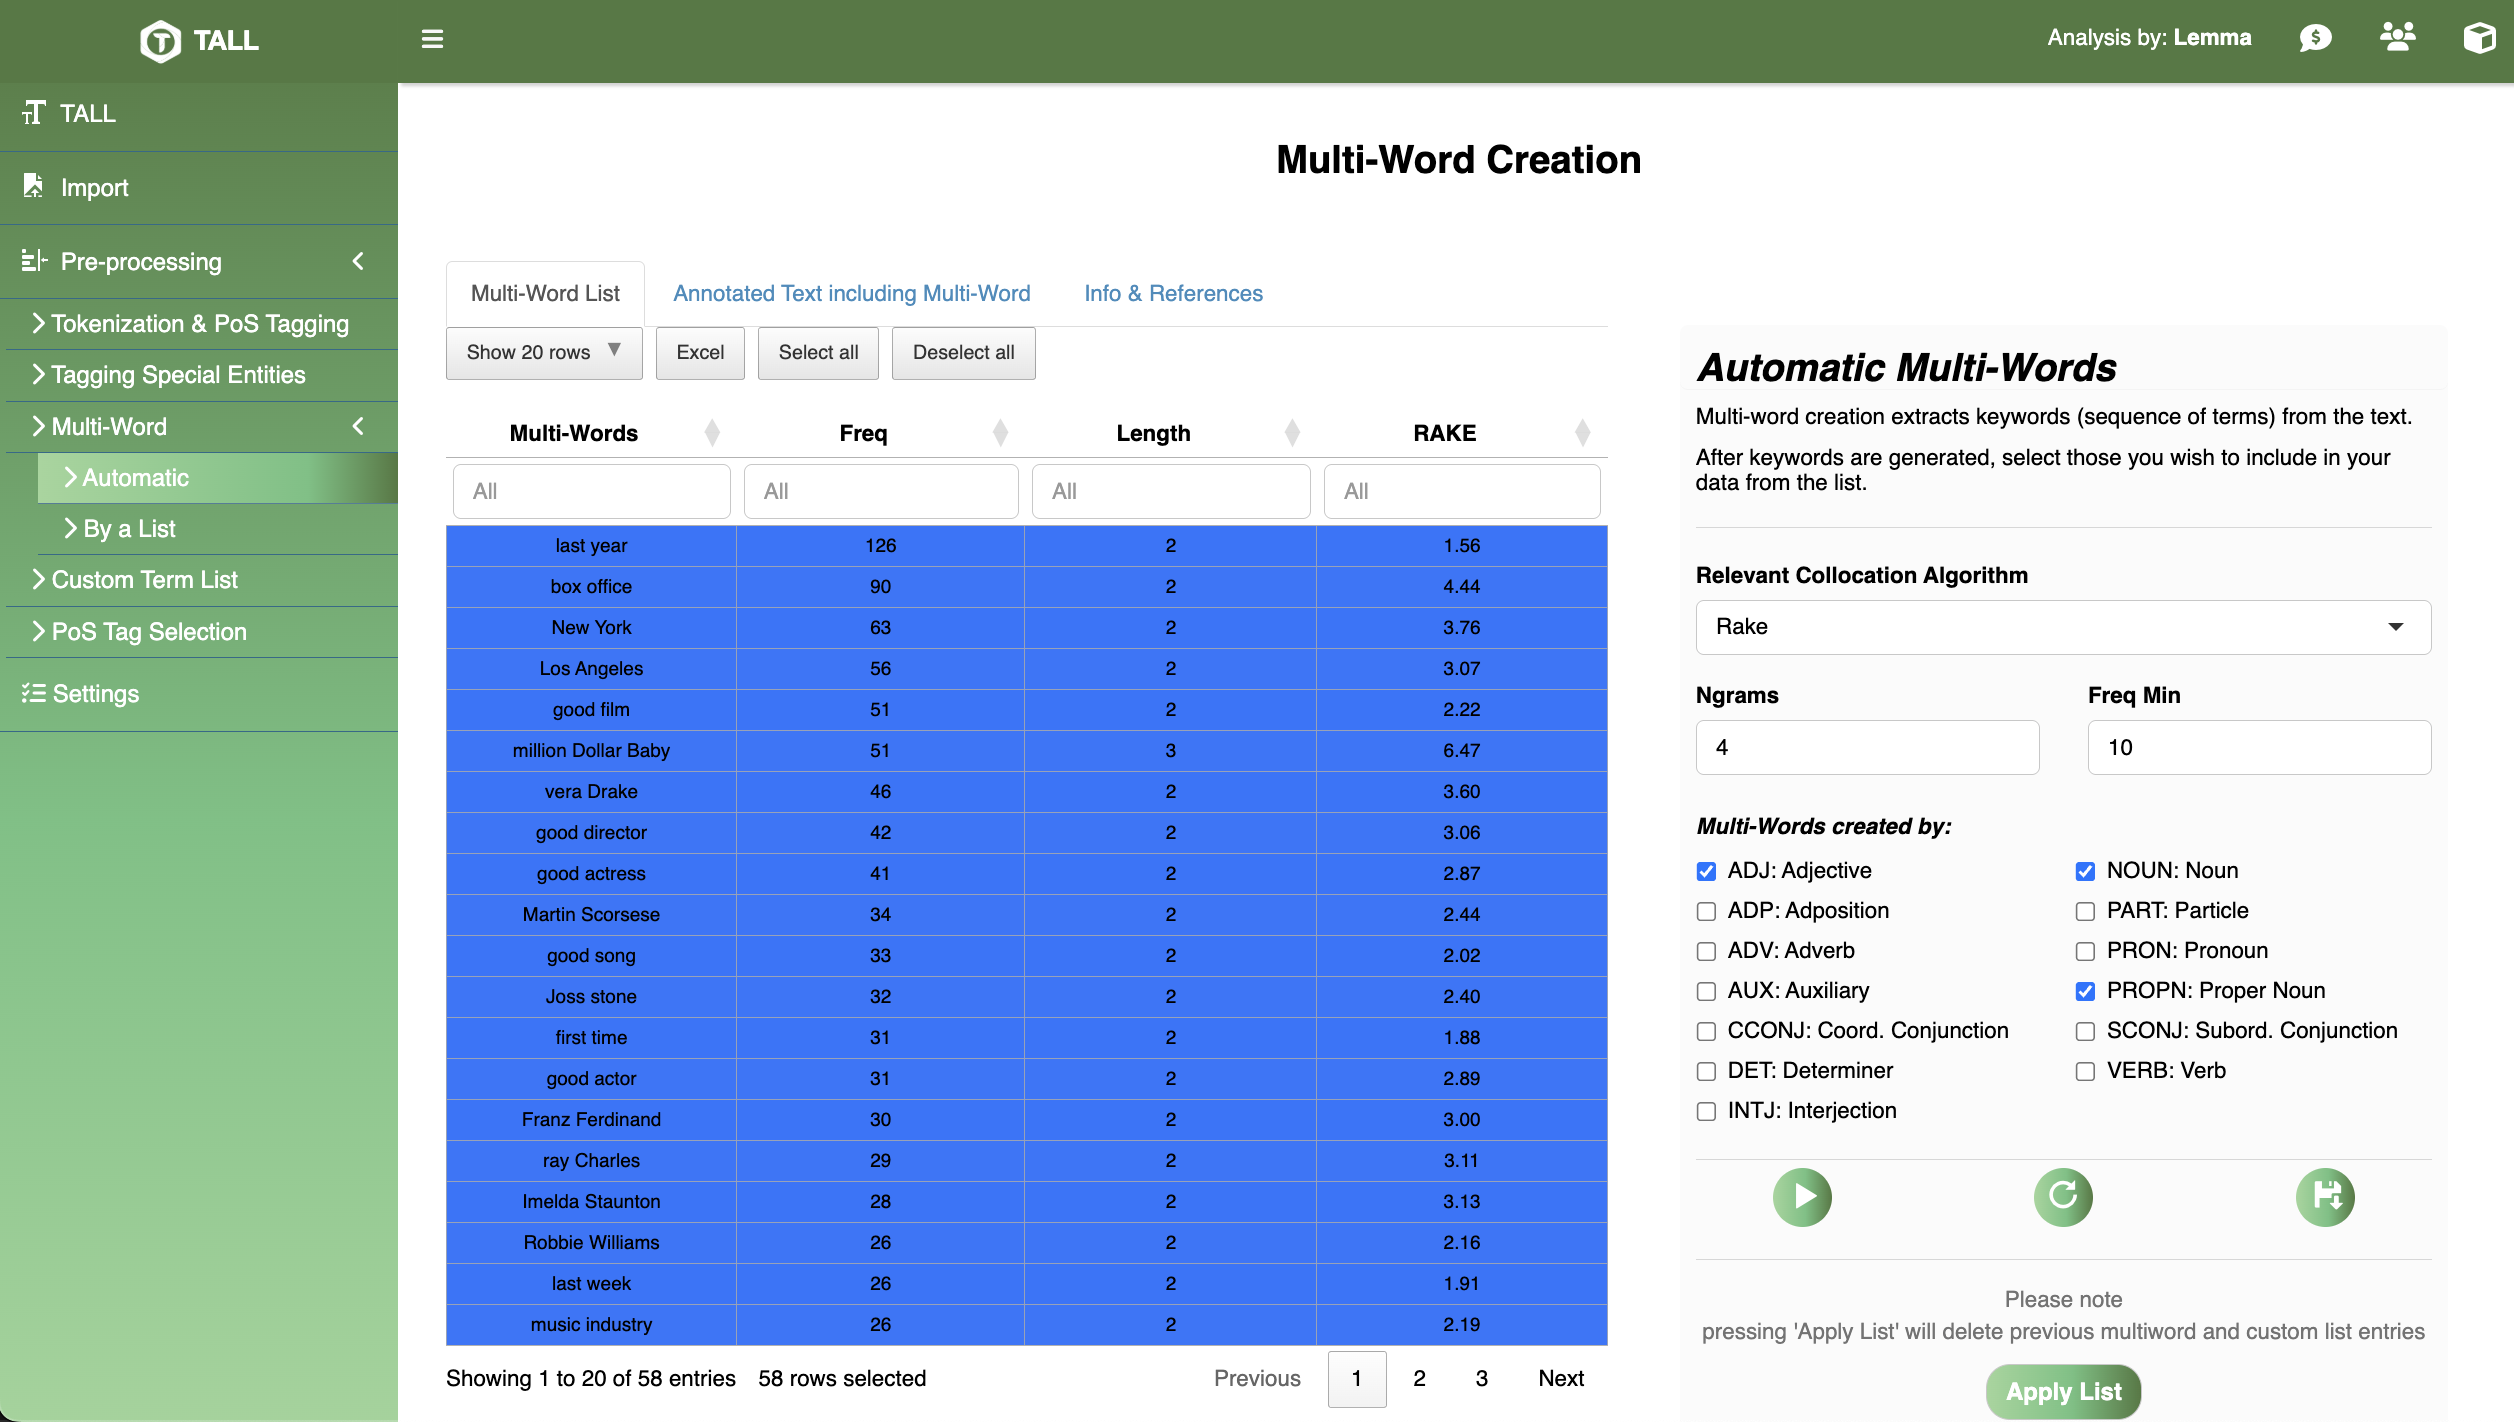 TALL
Analysis by: Lemma
TALL
Import
Pre-processing
Tokenization & PoS Tagging
Tagging Special Entities
Multi-Word
Automatic
By a List
Custom Term List
PoS Tag Selection
Settings
Multi-Word Creation
Multi-Word List Annotated Text including Multi-Word Info & References
Show 20 rows Excel Select all Deselect all
Multi-Words Freq Length RAKE
All All All All
last year 126 2 1.56
box office 90 2 4.44
New York 63 2 3.76
Los Angeles 56 2 3.07
good film 51 2 2.22
million Dollar Baby 51 3 6.47
vera Drake 46 2 3.60
good director 42 2 3.06
good actress 41 2 2.87
Martin Scorsese 34 2 2.44
good song 33 2 2.02
Joss stone 32 2 2.40
first time 31 2 1.88
good actor 31 2 2.89
Franz Ferdinand 30 2 3.00
ray Charles 29 2 3.11
Imelda Staunton 28 2 3.13
Robbie Williams 26 2 2.16
last week 26 2 1.91
music industry 26 2 2.19
Showing 1 to 20 of 58 entries 58 rows selected Previous 1 2 3 Next
Automatic Multi-Words
Multi-word creation extracts keywords (sequence of terms) from the text.
After keywords are generated, select those you wish to include in your
data from the list.
Relevant Collocation Algorithm
Rake
Ngrams Freq Min
4 10
Multi-Words created by:
ADJ: Adjective NOUN: Noun
ADP: Adposition PART: Particle
ADV: Adverb PRON: Pronoun
AUX: Auxiliary PROPN: Proper Noun
CCONJ: Coord. Conjunction SCONJ: Subord. Conjunction
DET: Determiner VERB: Verb
INTJ: Interjection
Please note
pressing 'Apply List' will delete previous multiword and custom list entries
Apply List